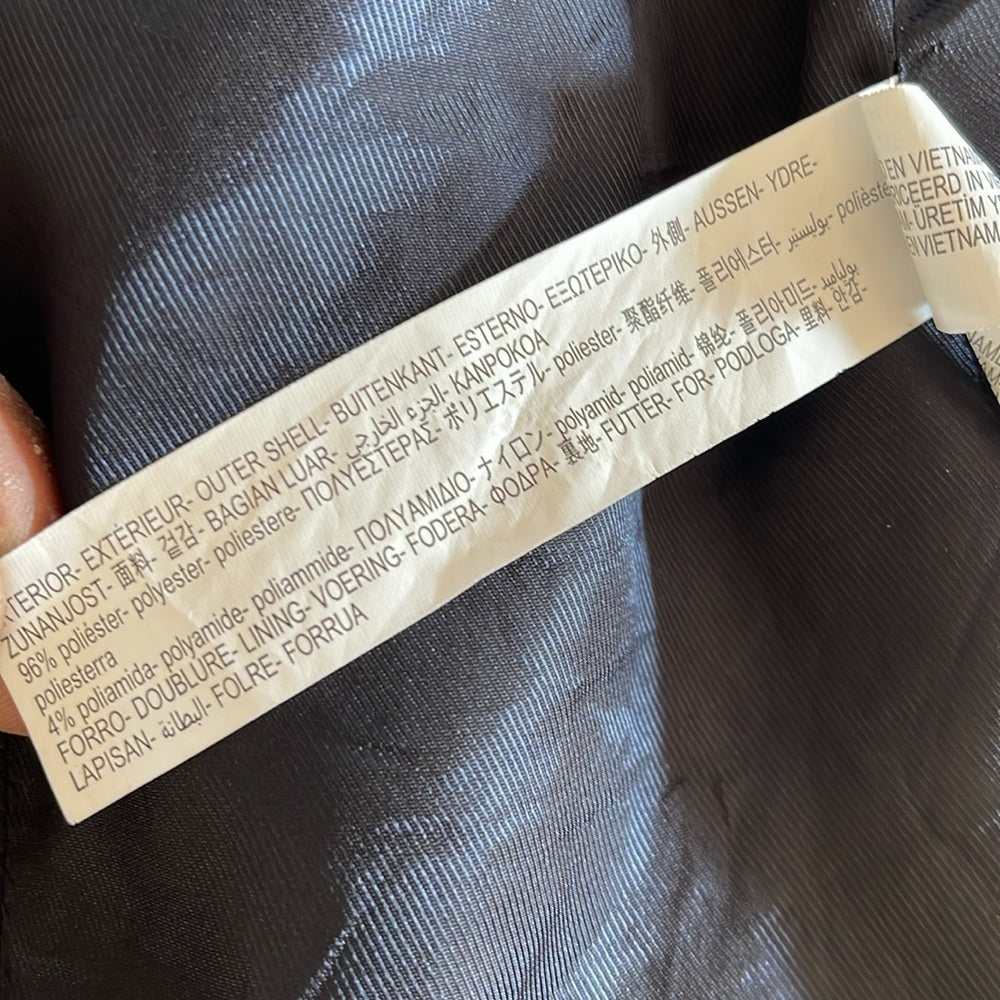 TERIOR- EXTÉRIEUR- OUTER SHELL- BUITENKANT- ESTERNO- ΕΞΩΤΕΡΙΚΟ- 外側- AUSSEN- YDRE-
ZUNANJOST- 面料- 겉감- BAGIAN LUAR- الجزء الخارجي- KANPOKOA
96% poliéster- polyester- poliestere- ΠΟΛΥΕΣΤΕΡΑΣ- ポリエステル- poliester- 聚酯纤维- 폴리에스터- بوليستير- polièster
poliesterra
4% poliamida- polyamide- poliammide- ΠΟΛΥΑΜΙΔΙΟ- ナイロン- polyamid- poliamid- 锦纶- 폴리아미드- بولياميد-
FORRO- DOUBLURE- LINING- VOERING- FODERA- ΦΟΔΡΑ- 裏地- FUTTER- FOR- PODLOGA- 里料- 안감-
LAPISAN- البطانة- FOLRE- FORRUA
EN VIETNAM
ICEERD IN
ÜRETİM
EN VIETNAM